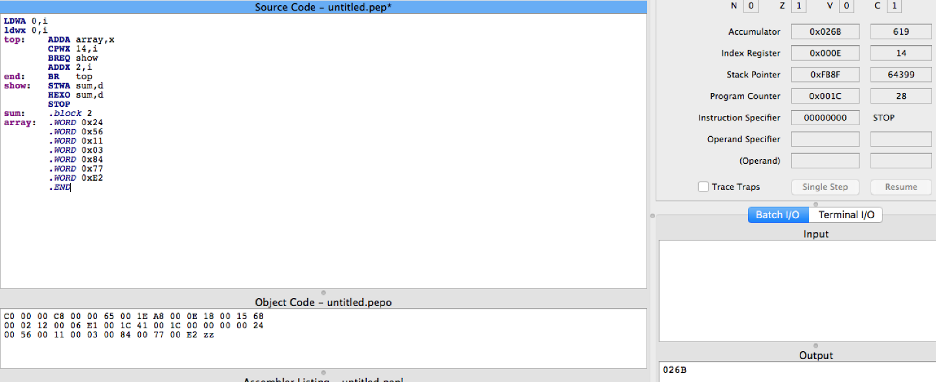 Source Code - untitled.pep*
LDWA 0,i
ldwx 0,i
top: ADDA array,x
CPWX 14,i
BREQ show
ADDX 2,i
end: BR top
show: STWA sum,d
HEXO sum,d
STOP
sum: .block 2
array: .WORD 0x24
.WORD 0x56
.WORD 0x11
.WORD 0x03
.WORD 0x84
.WORD 0x77
.WORD 0xE2
.END
Object Code - untitled.pepo
C0 00 00 C8 00 00 65 00 1E A8 00 0E 18 00 15 68
00 02 12 00 06 E1 00 1C 41 00 1C 00 00 00 00 24
00 56 00 11 00 03 00 84 00 77 00 E2 zz
Assembler Listing - untitled.pepl
N 0 Z 1 V 0 C 1
Accumulator 0x026B 619
Index Register 0x000E 14
Stack Pointer 0xFB8F 64399
Program Counter 0x001C 28
Instruction Specifier 00000000 STOP
Operand Specifier
(Operand)
Trace Traps Single Step Resume
Batch I/O Terminal I/O
Input
Output
026B